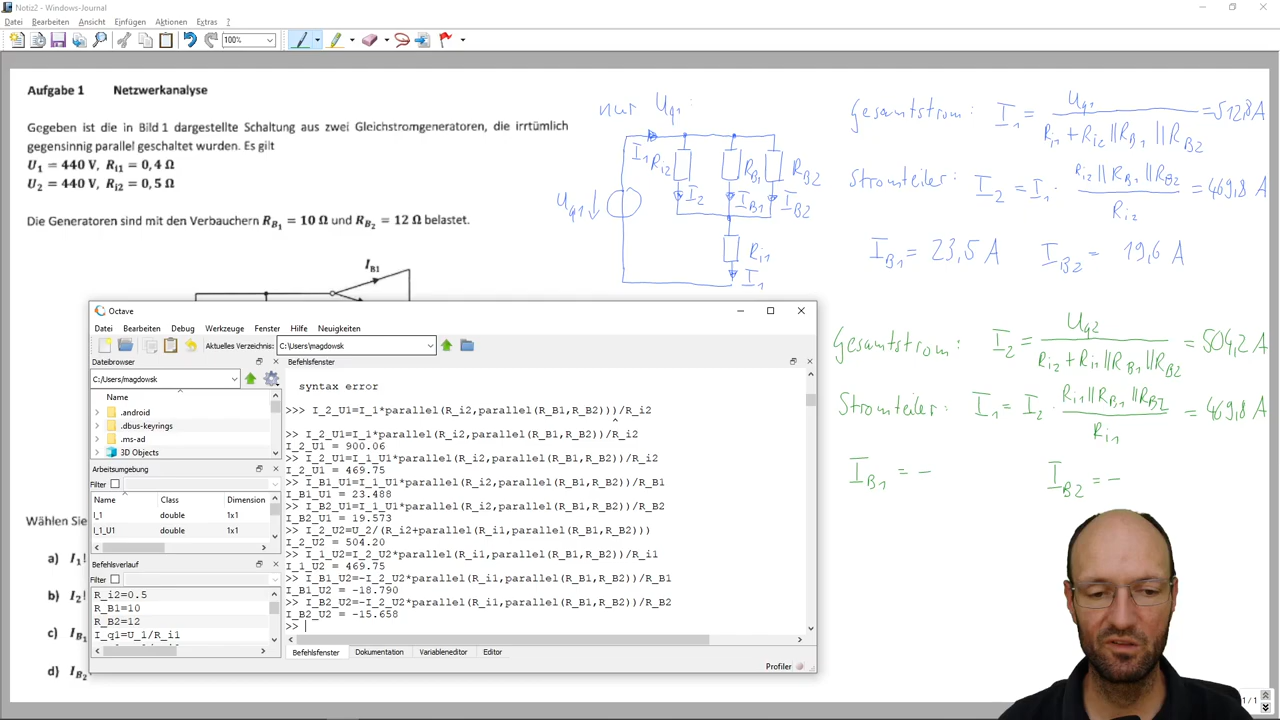 Notiz2 - Windows-Journal
Datei Bearbeiten Ansicht Einfügen Aktionen Extras ?
100%
Aufgabe 1 Netzwerkanalyse
Gegeben ist die in Bild 1 dargestellte Schaltung aus zwei Gleichstromgeneratoren, die irrtümlich
gegensinnig parallel geschaltet wurden. Es gilt
U1 = 440 V, Ri1 = 0,4 Ω
U2 = 440 V, Ri2 = 0,5 Ω
Die Generatoren sind mit den Verbauchern RB1 = 10 Ω und RB2 = 12 Ω belastet.
IB1
nur Uq1:
I1 Ri2 RB1 RB2
Uq1 I2 IB1 IB2
Ri1
I1
Gesamtstrom: I1 = Uq1 / (Ri1 + Ri2 || RB1 || RB2) = 512,8 A
Stromteiler: I2 = I1 · (Ri2 || RB1 || RB2) / Ri2 = 469,8 A
IB1 = 23,5 A IB2 = 19,6 A
Gesamtstrom: I2 = Uq2 / (Ri2 + Ri1 || RB1 || RB2) = 504,2 A
Stromteiler: I1 = I2 · (Ri1 || RB1 || RB2) / Ri1 = 469,8 A
IB1 = - IB2 = -
Wählen Sie
a) I1!
b) I2!
c) IB1
d) IB2
Octave
Datei Bearbeiten Debug Werkzeuge Fenster Hilfe Neuigkeiten
Aktuelles Verzeichnis: C:\Users\magdowsk
Dateibrowser
C:/Users/magdowsk
Name
.android
.dbus-keyrings
.ms-ad
3D Objects
Arbeitsumgebung
Filter
Name Class Dimension
I_1 double 1x1
I_1_U1 double 1x1
Befehlsverlauf
Filter
R_i2=0.5
R_B1=10
R_B2=12
I_q1=U_1/R_i1
Befehlsfenster
syntax error
>>> I_2_U1=I_1*parallel(R_i2,parallel(R_B1,R_B2)))/R_i2
^
>> I_2_U1=I_1*parallel(R_i2,parallel(R_B1,R_B2))/R_i2
I_2_U1 = 900.06
>> I_2_U1=I_1_U1*parallel(R_i2,parallel(R_B1,R_B2))/R_i2
I_2_U1 = 469.75
>> I_B1_U1=I_1_U1*parallel(R_i2,parallel(R_B1,R_B2))/R_B1
I_B1_U1 = 23.488
>> I_B2_U1=I_1_U1*parallel(R_i2,parallel(R_B1,R_B2))/R_B2
I_B2_U1 = 19.573
>> I_2_U2=U_2/(R_i2+parallel(R_i1,parallel(R_B1,R_B2)))
I_2_U2 = 504.20
>> I_1_U2=I_2_U2*parallel(R_i1,parallel(R_B1,R_B2))/R_i1
I_1_U2 = 469.75
>> I_B1_U2=-I_2_U2*parallel(R_i1,parallel(R_B1,R_B2))/R_B1
I_B1_U2 = -18.790
>> I_B2_U2=-I_2_U2*parallel(R_i1,parallel(R_B1,R_B2))/R_B2
I_B2_U2 = -15.658
>>
Befehlsfenster Dokumentation Variableneditor Editor
Profiler
1 / 1